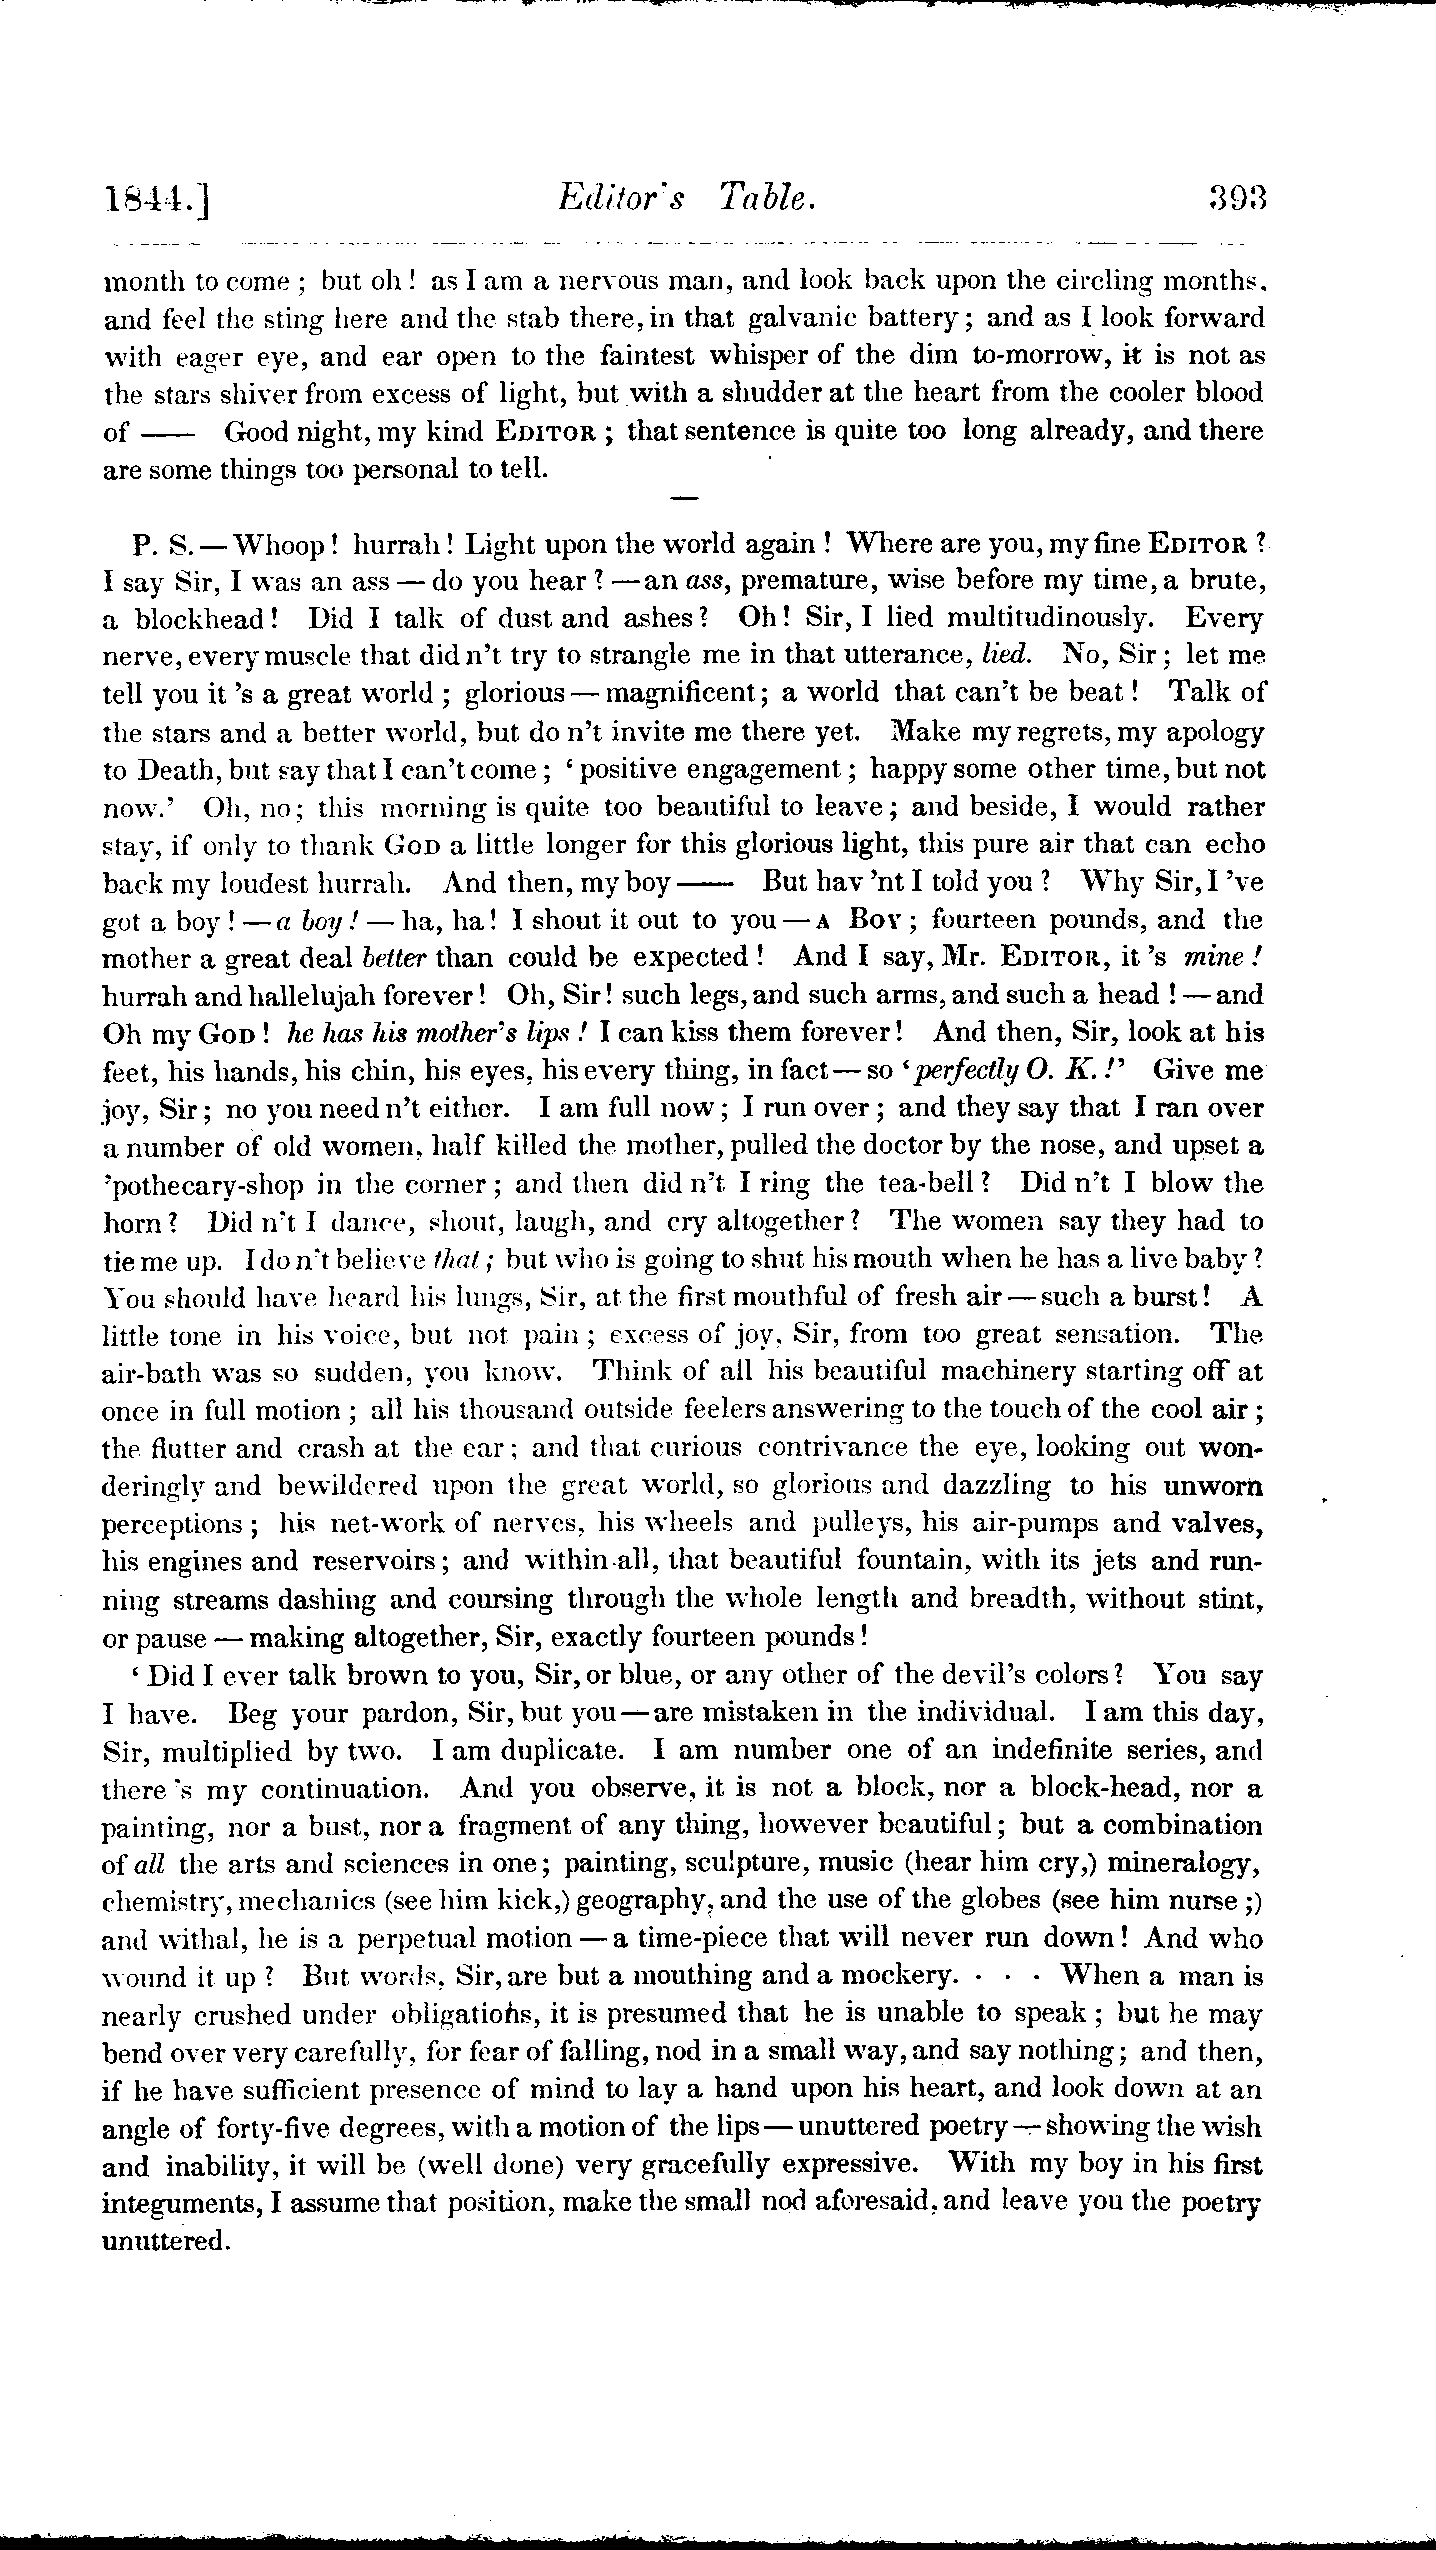 1844.] Editor's Table. 393
month to come ; but oh ! as I am a nervous man, and look back upon the circling months.
and feel the sting here and the stab there, in that galvanic battery ; and as I look forward
with eager eye, and ear open to the faintest whisper of the dim to-morrow, it is not as
the stars shiver from excess of light, but with a shudder at the heart from the cooler blood
of —— Good night, my kind EDITOR ; that sentence is quite too long already, and there
are some things too personal to tell.
—
P. S. — Whoop ! hurrah ! Light upon the world again ! Where are you, my fine EDITOR ?
I say Sir, I was an ass — do you hear ? — an ass, premature, wise before my time, a brute,
a blockhead ! Did I talk of dust and ashes ? Oh ! Sir, I lied multitudinously. Every
nerve, every muscle that did n't try to strangle me in that utterance, lied. No, Sir ; let me
tell you it 's a great world ; glorious — magnificent ; a world that can't be beat ! Talk of
the stars and a better world, but do n't invite me there yet. Make my regrets, my apology
to Death, but say that I can't come ; ' positive engagement ; happy some other time, but not
now.' Oh, no ; this morning is quite too beautiful to leave ; and beside, I would rather
stay, if only to thank GOD a little longer for this glorious light, this pure air that can echo
back my loudest hurrah. And then, my boy —— But hav 'nt I told you ? Why Sir, I 've
got a boy ! — a boy ! — ha, ha ! I shout it out to you — A BOY ; fourteen pounds, and the
mother a great deal better than could be expected ! And I say, Mr. EDITOR, it 's mine !
hurrah and hallelujah forever ! Oh, Sir ! such legs, and such arms, and such a head ! — and
Oh my GOD ! he has his mother's lips ! I can kiss them forever ! And then, Sir, look at his
feet, his hands, his chin, his eyes, his every thing, in fact — so ' perfectly O. K. !' Give me
joy, Sir ; no you need n't either. I am full now ; I run over ; and they say that I ran over
a number of old women, half killed the mother, pulled the doctor by the nose, and upset a
'pothecary-shop in the corner ; and then did n't I ring the tea-bell ? Did n't I blow the
horn ? Did n't I dance, shout, laugh, and cry altogether ? The women say they had to
tie me up. I do n't believe that ; but who is going to shut his mouth when he has a live baby ?
You should have heard his lungs, Sir, at the first mouthful of fresh air — such a burst ! A
little tone in his voice, but not pain ; excess of joy, Sir, from too great sensation. The
air-bath was so sudden, you know. Think of all his beautiful machinery starting off at
once in full motion ; all his thousand outside feelers answering to the touch of the cool air ;
the flutter and crash at the ear ; and that curious contrivance the eye, looking out won-
deringly and bewildered upon the great world, so glorious and dazzling to his unworn
perceptions ; his net-work of nerves, his wheels and pulleys, his air-pumps and valves,
his engines and reservoirs ; and within all, that beautiful fountain, with its jets and run-
ning streams dashing and coursing through the whole length and breadth, without stint,
or pause — making altogether, Sir, exactly fourteen pounds !
' Did I ever talk brown to you, Sir, or blue, or any other of the devil's colors ? You say
I have. Beg your pardon, Sir, but you — are mistaken in the individual. I am this day,
Sir, multiplied by two. I am duplicate. I am number one of an indefinite series, and
there 's my continuation. And you observe, it is not a block, nor a block-head, nor a
painting, nor a bust, nor a fragment of any thing, however beautiful ; but a combination
of all the arts and sciences in one ; painting, sculpture, music (hear him cry,) mineralogy,
chemistry, mechanics (see him kick,) geography, and the use of the globes (see him nurse ;)
and withal, he is a perpetual motion — a time-piece that will never run down ! And who
wound it up ? But words, Sir, are but a mouthing and a mockery. · · · When a man is
nearly crushed under obligations, it is presumed that he is unable to speak ; but he may
bend over very carefully, for fear of falling, nod in a small way, and say nothing ; and then,
if he have sufficient presence of mind to lay a hand upon his heart, and look down at an
angle of forty-five degrees, with a motion of the lips — unuttered poetry — showing the wish
and inability, it will be (well done) very gracefully expressive. With my boy in his first
integuments, I assume that position, make the small nod aforesaid, and leave you the poetry
unuttered.